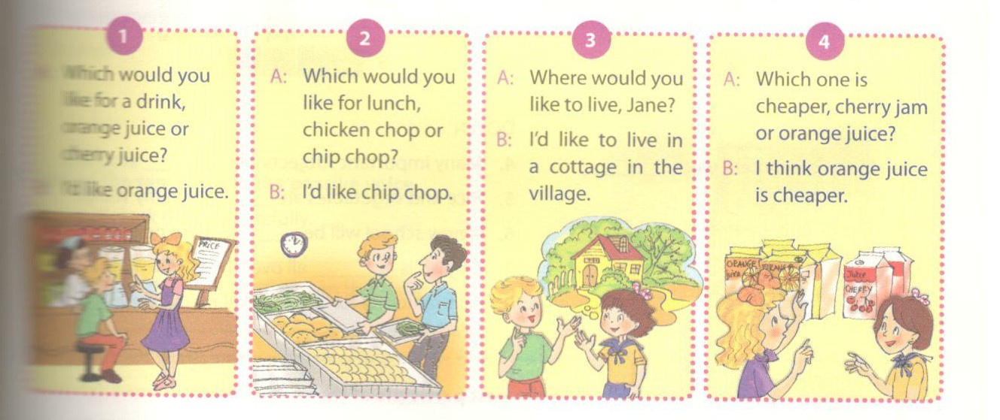 1
Which would you
like for a drink,
orange juice or
cherry juice?
I'd like orange juice.
PRICE
2
A: Which would you
like for lunch,
chicken chop or
chip chop?
B: I'd like chip chop.
3
A: Where would you
like to live, Jane?
B: I'd like to live in
a cottage in the
village.
4
A: Which one is
cheaper, cherry jam
or orange juice?
B: I think orange juice
is cheaper.
ORANGE
juice
ORANGE
Juice
CHERRY